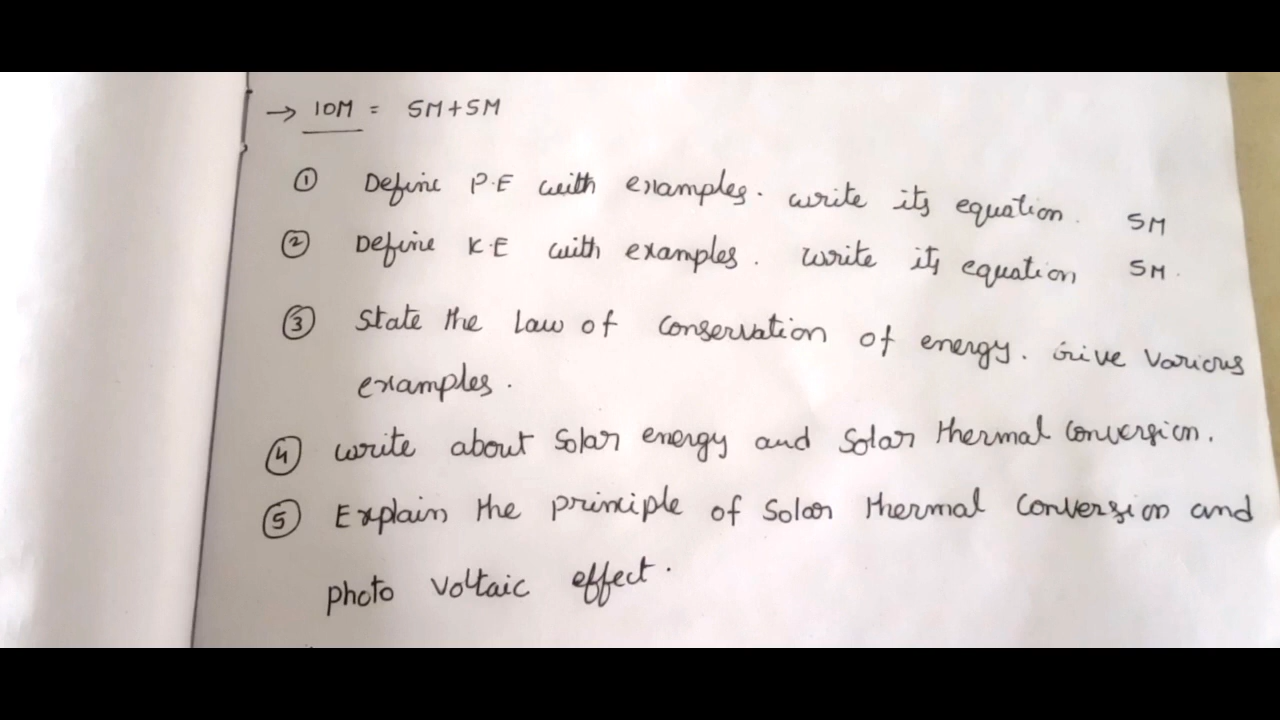 → 10M = 5M+5M
① Define P.E with examples. write its equation. 5M
② Define K.E with examples. write its equation 5M.
③ State the Law of Conservation of energy. Give Various
examples.
④ write about Solar energy and Solar thermal Conversion.
⑤ Explain the principle of Solar thermal Conversion and
photo Voltaic effect.